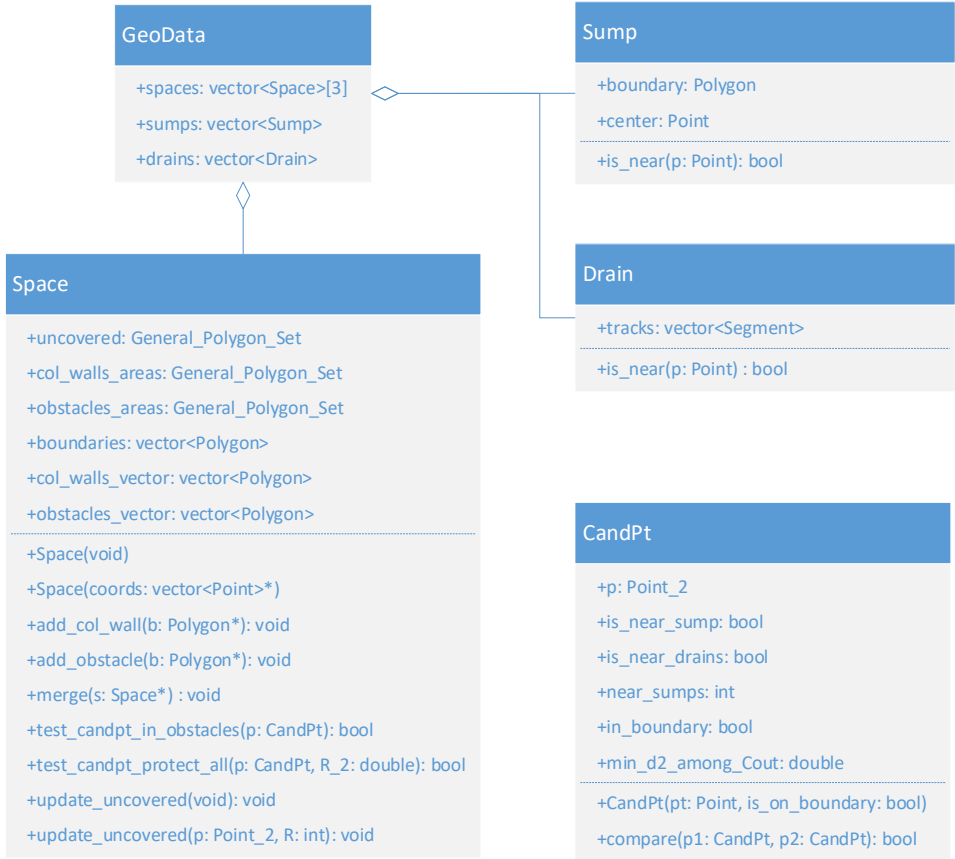 GeoData
+spaces: vector<Space>[3]
+sumps: vector<Sump>
+drains: vector<Drain>
Sump
+boundary: Polygon
+center: Point
+is_near(p: Point): bool
Space
+uncovered: General_Polygon_Set
+col_walls_areas: General_Polygon_Set
+obstacles_areas: General_Polygon_Set
+boundaries: vector<Polygon>
+col_walls_vector: vector<Polygon>
+obstacles_vector: vector<Polygon>
+Space(void)
+Space(coords: vector<Point>*)
+add_col_wall(b: Polygon*): void
+add_obstacle(b: Polygon*): void
+merge(s: Space*) : void
+test_candpt_in_obstacles(p: CandPt): bool
+test_candpt_protect_all(p: CandPt, R_2: double): bool
+update_uncovered(void): void
+update_uncovered(p: Point_2, R: int): void
Drain
+tracks: vector<Segment>
+is_near(p: Point) : bool
CandPt
+p: Point_2
+is_near_sump: bool
+is_near_drains: bool
+near_sumps: int
+in_boundary: bool
+min_d2_among_Cout: double
+CandPt(pt: Point, is_on_boundary: bool)
+compare(p1: CandPt, p2: CandPt): bool